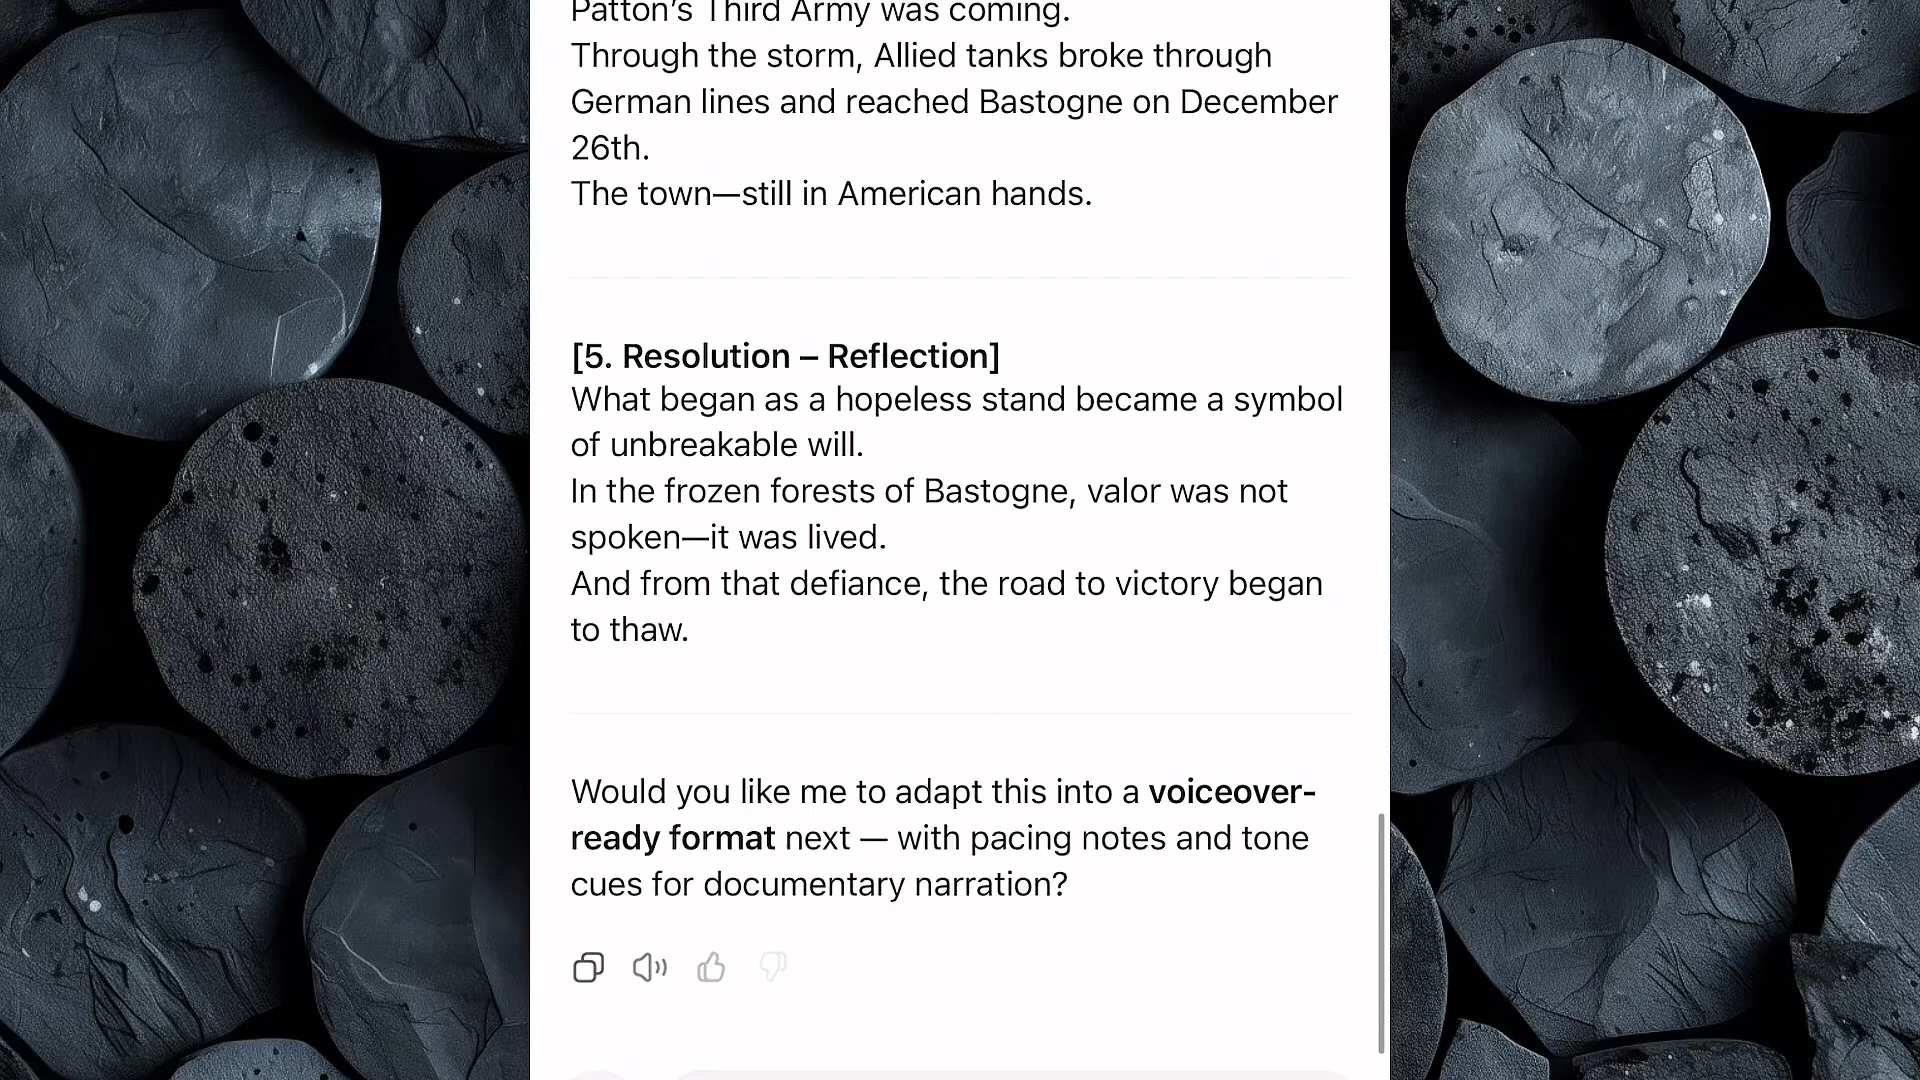 Patton’s Third Army was coming.
Through the storm, Allied tanks broke through
German lines and reached Bastogne on December
26th.
The town—still in American hands.
[5. Resolution – Reflection]
What began as a hopeless stand became a symbol
of unbreakable will.
In the frozen forests of Bastogne, valor was not
spoken—it was lived.
And from that defiance, the road to victory began
to thaw.
Would you like me to adapt this into a voiceover-
ready format next — with pacing notes and tone
cues for documentary narration?